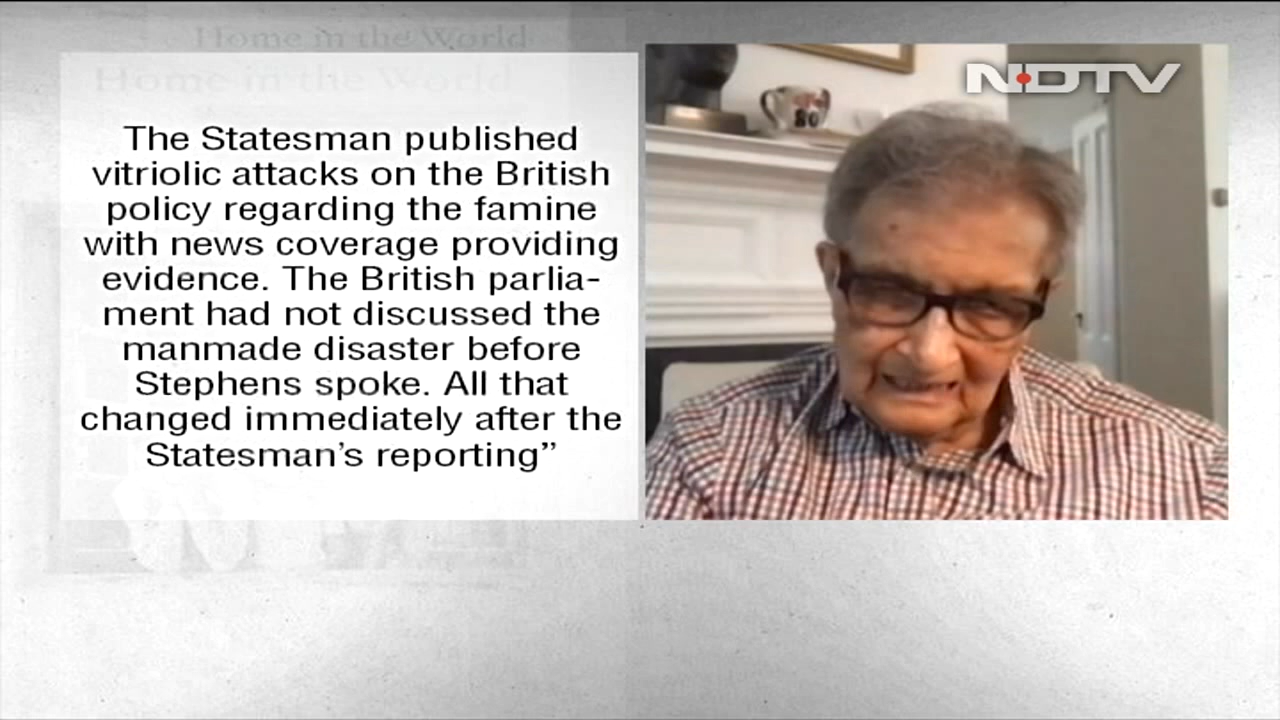 Home in the World
Home in the World
NDTV
The Statesman published
vitriolic attacks on the British
policy regarding the famine
with news coverage providing
evidence. The British parlia-
ment had not discussed the
manmade disaster before
Stephens spoke. All that
changed immediately after the
Statesman’s reporting”
80